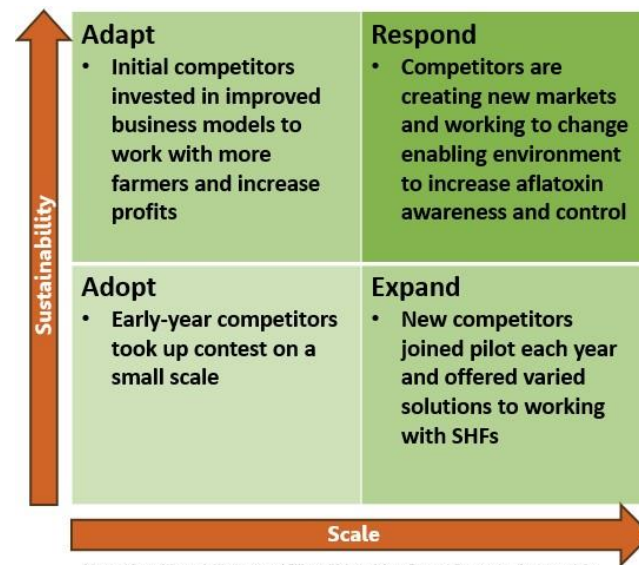 Adapt
• Initial competitors
invested in improved
business models to
work with more
farmers and increase
profits
Respond
• Competitors are
creating new markets
and working to change
enabling environment
to increase aflatoxin
awareness and control
Sustainability
Adopt
• Early-year competitors
took up contest on a
small scale
Expand
• New competitors
joined pilot each year
and offered varied
solutions to working
with SHFs
Scale